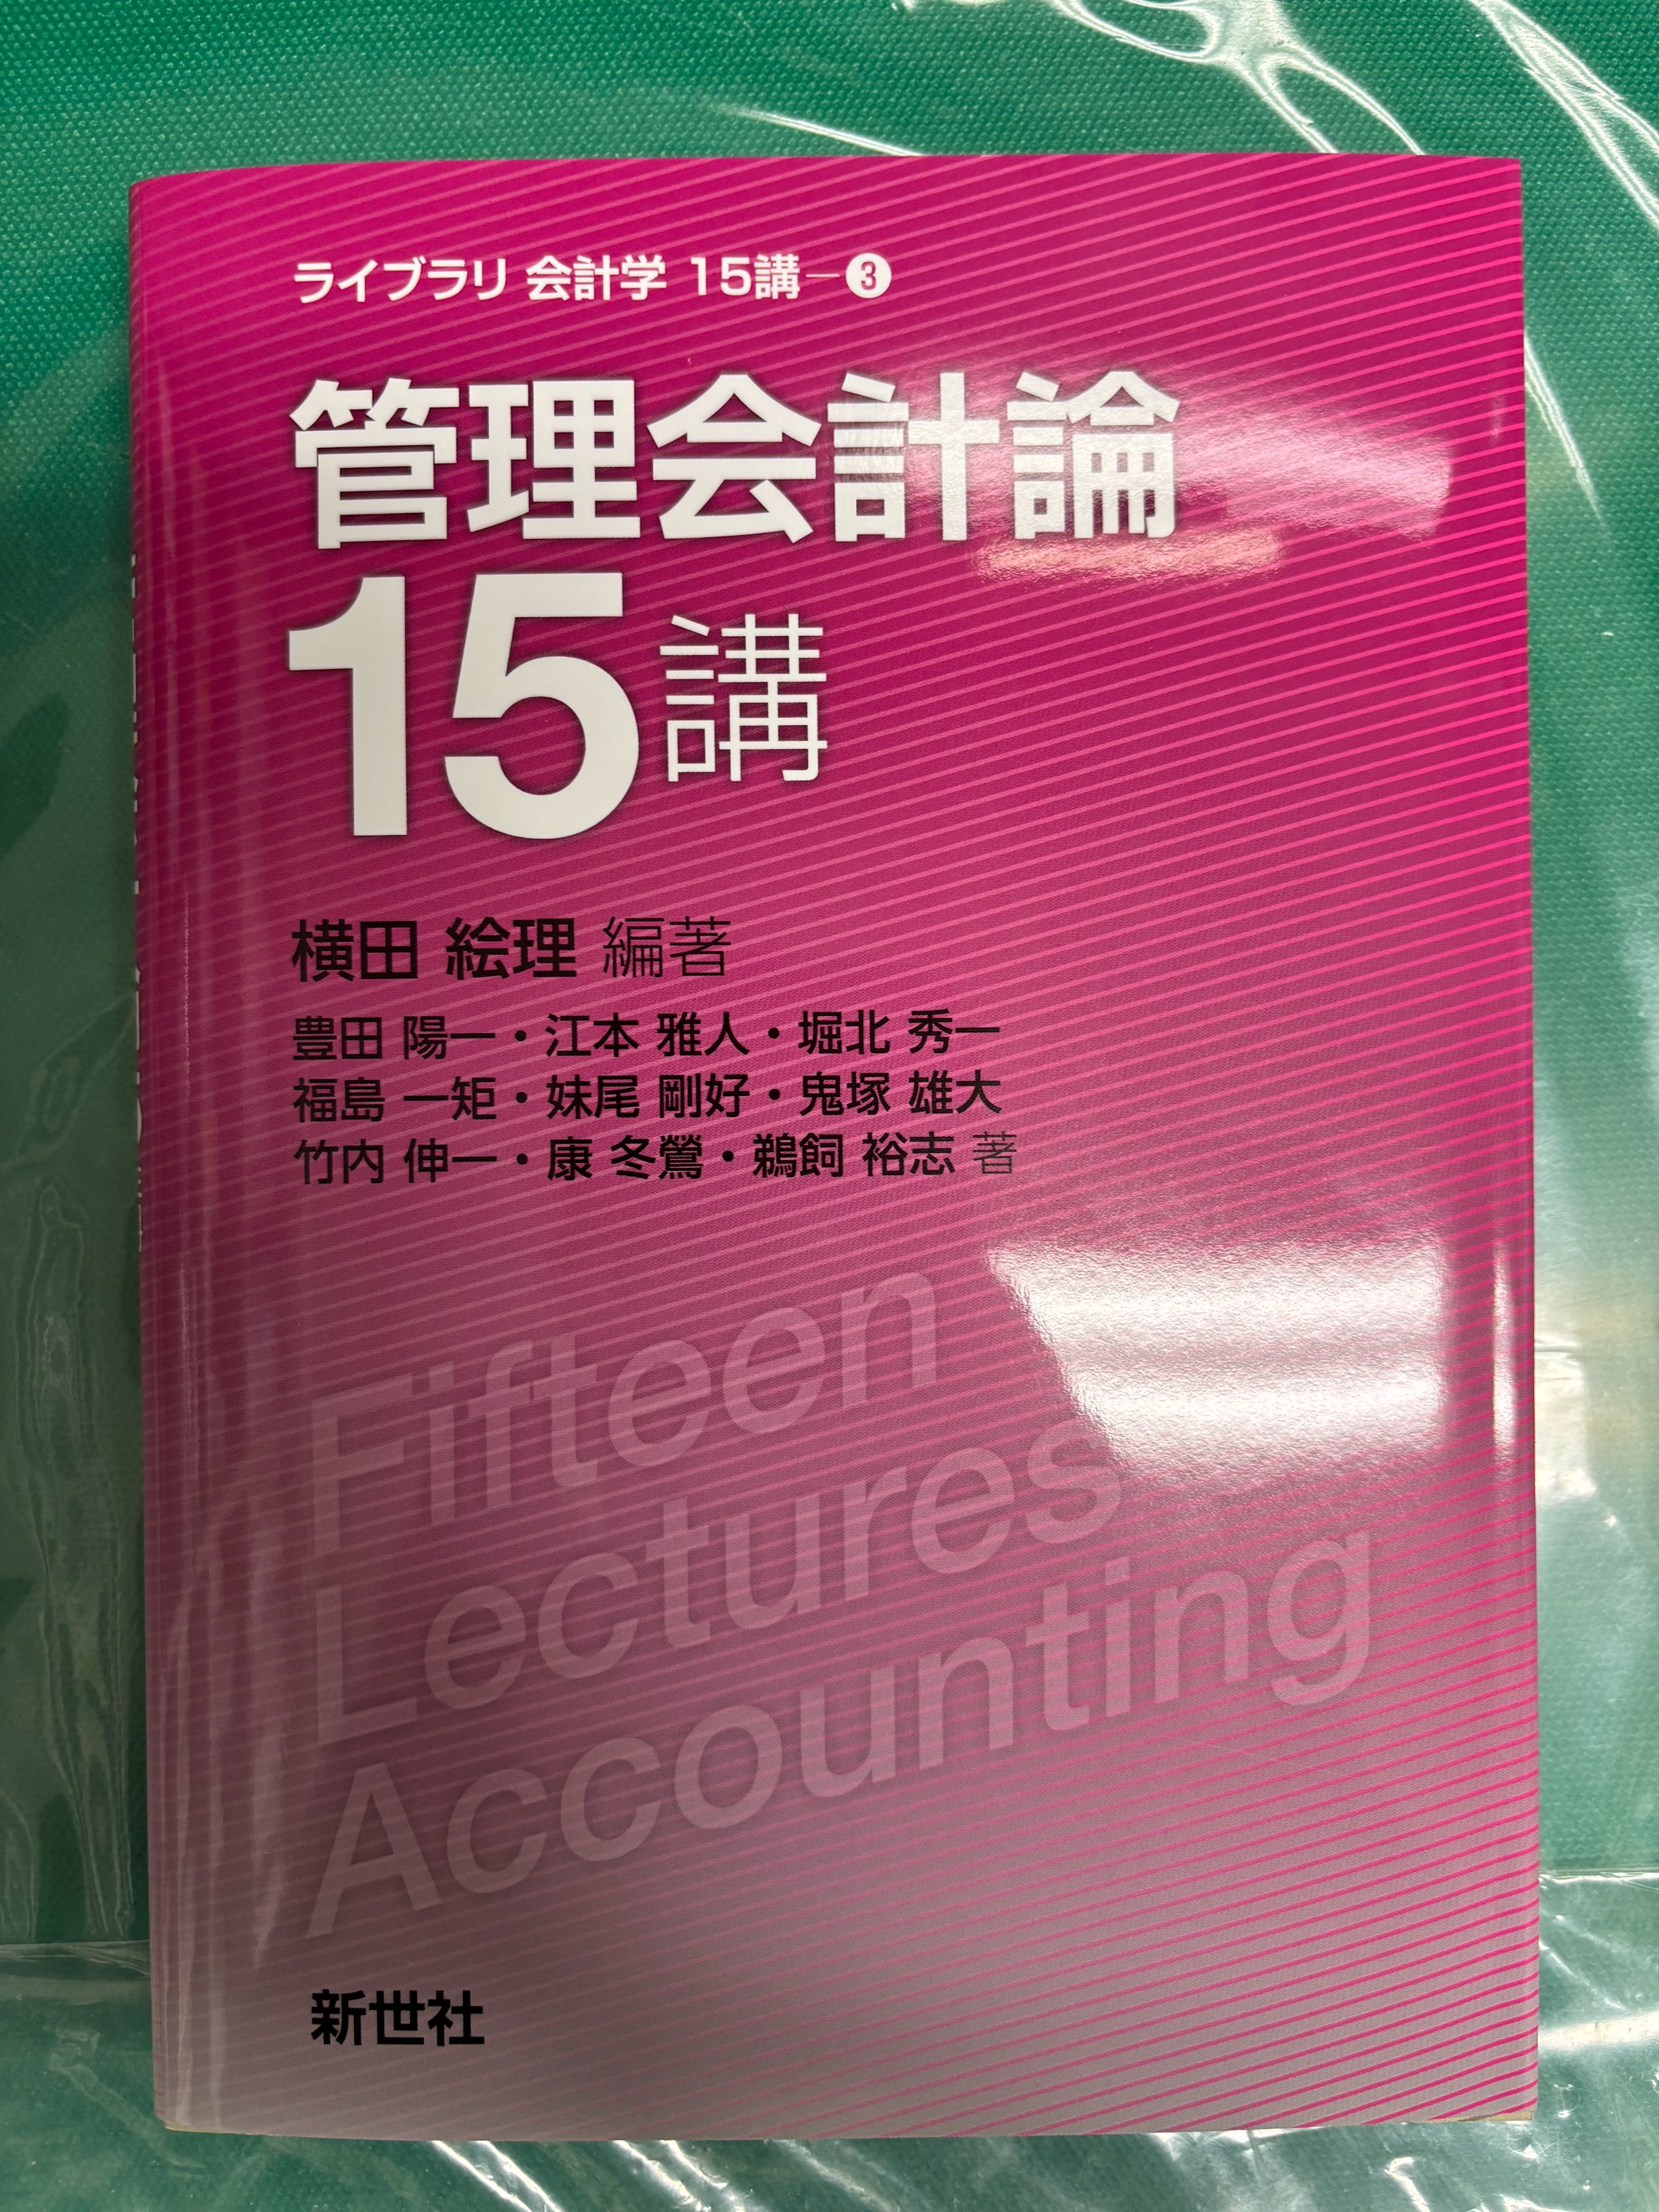 ライブラリ 会計学 15講―❸
管理会計論
15講
横田 絵理 編著
豊田 陽一・江本 雅人・堀北 秀一
福島 一矩・妹尾 剛好・鬼塚 雄大
竹内 伸一・康 冬鶯・鵜飼 裕志 著
Fifteen
Lectures
Accounting
新世社